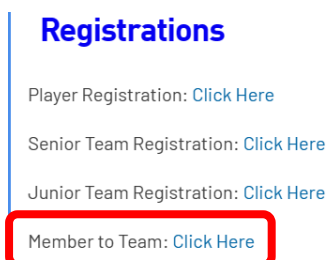 Registrations
Player Registration: Click Here
Senior Team Registration: Click Here
Junior Team Registration: Click Here
Member to Team: Click Here